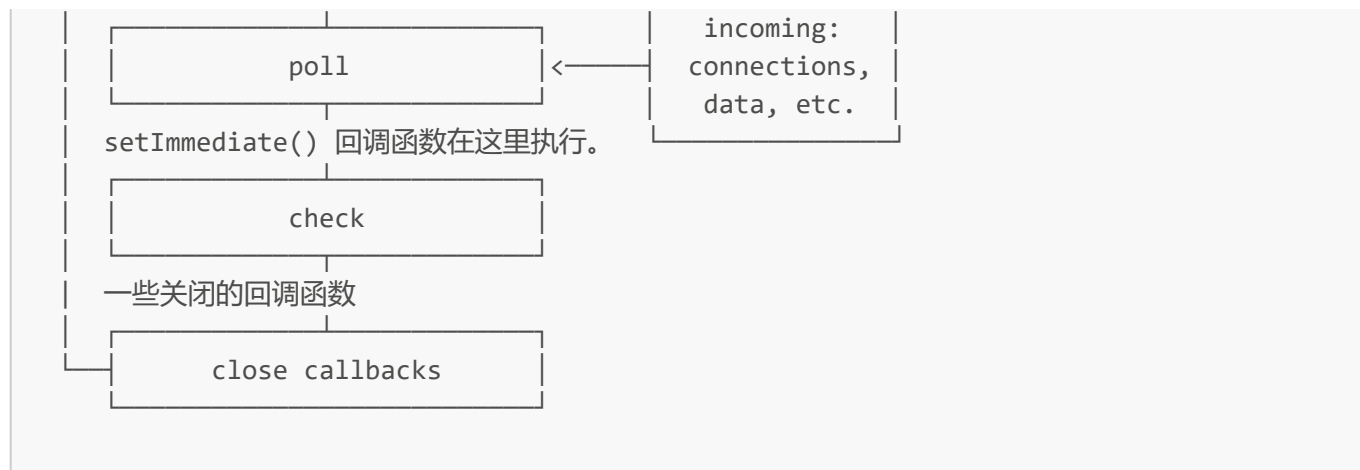 incoming:
poll
connections,
data, etc.
setImmediate() 回调函数在这里执行。
check
一些关闭的回调函数
close callbacks